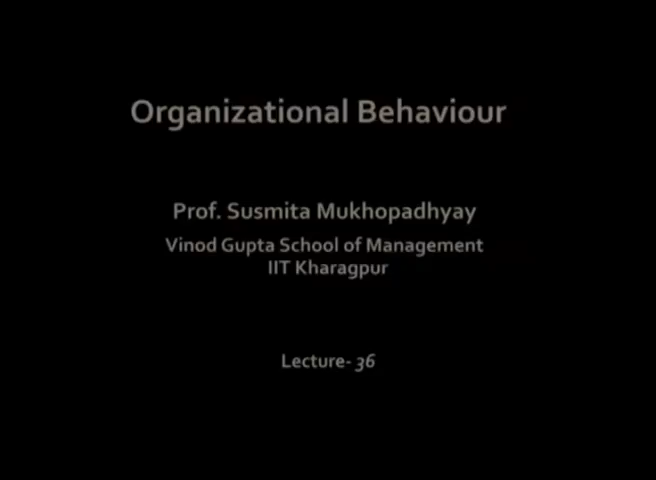 Organizational Behaviour
Prof. Susmita Mukhopadhyay
Vinod Gupta School of Management
IIT Kharagpur
Lecture- 36